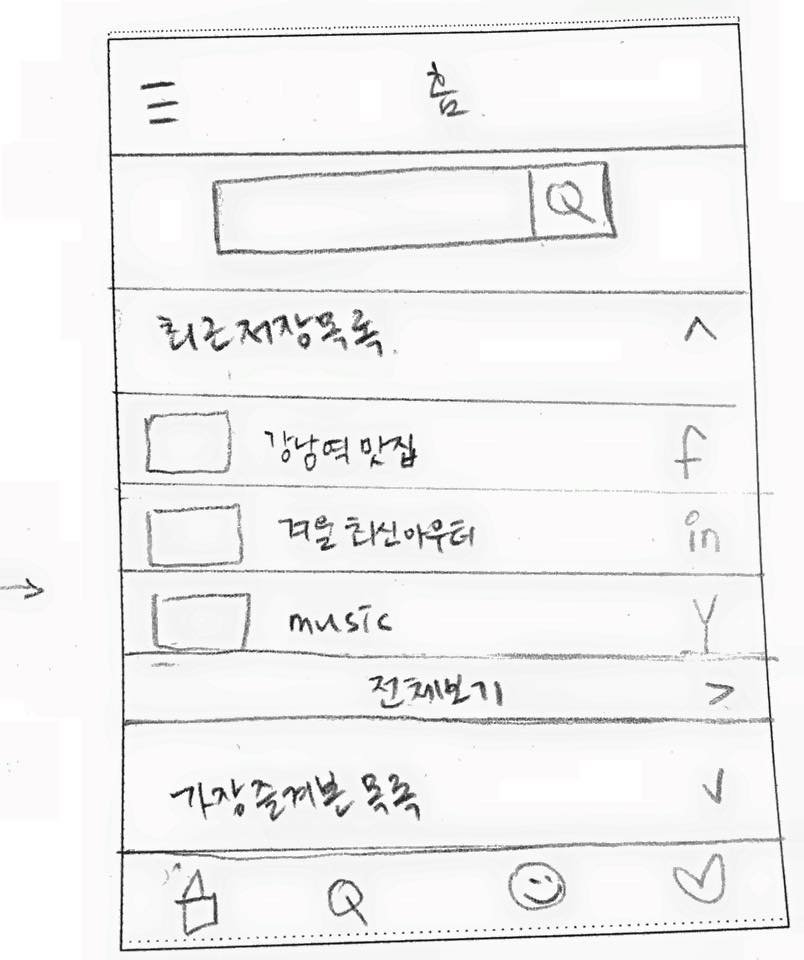 홈
최근저장목록
강남역 맛집 f
겨울 최신아우터 in
music Y
전체보기 >
가장즐겨본 목록